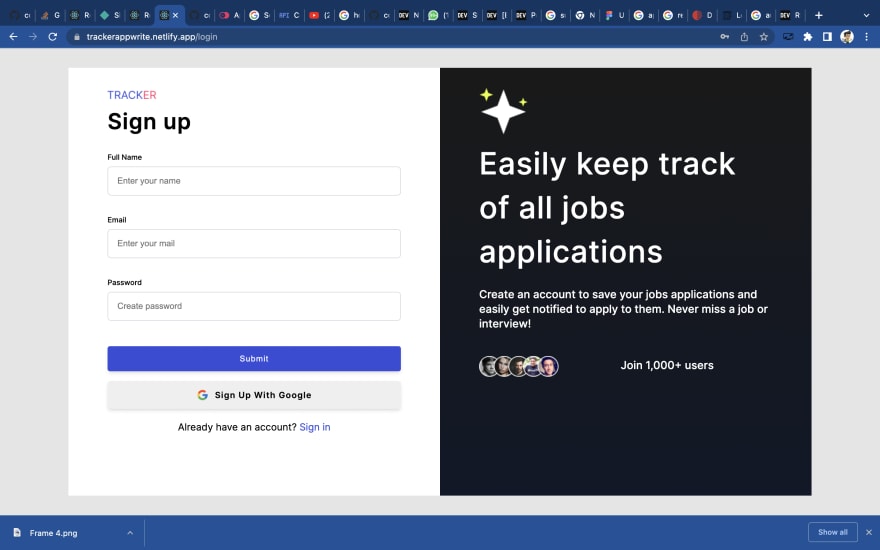 trackerappwrite.netlify.app/login
TRACKER
Sign up
Full Name
Enter your name
Email
Enter your mail
Password
Create password
Submit
Sign Up With Google
Already have an account? Sign in
Easily keep track
of all jobs
applications
Create an account to save your jobs applications and
easily get notified to apply to them. Never miss a job or
interview!
Join 1,000+ users
Frame 4.png
Show all